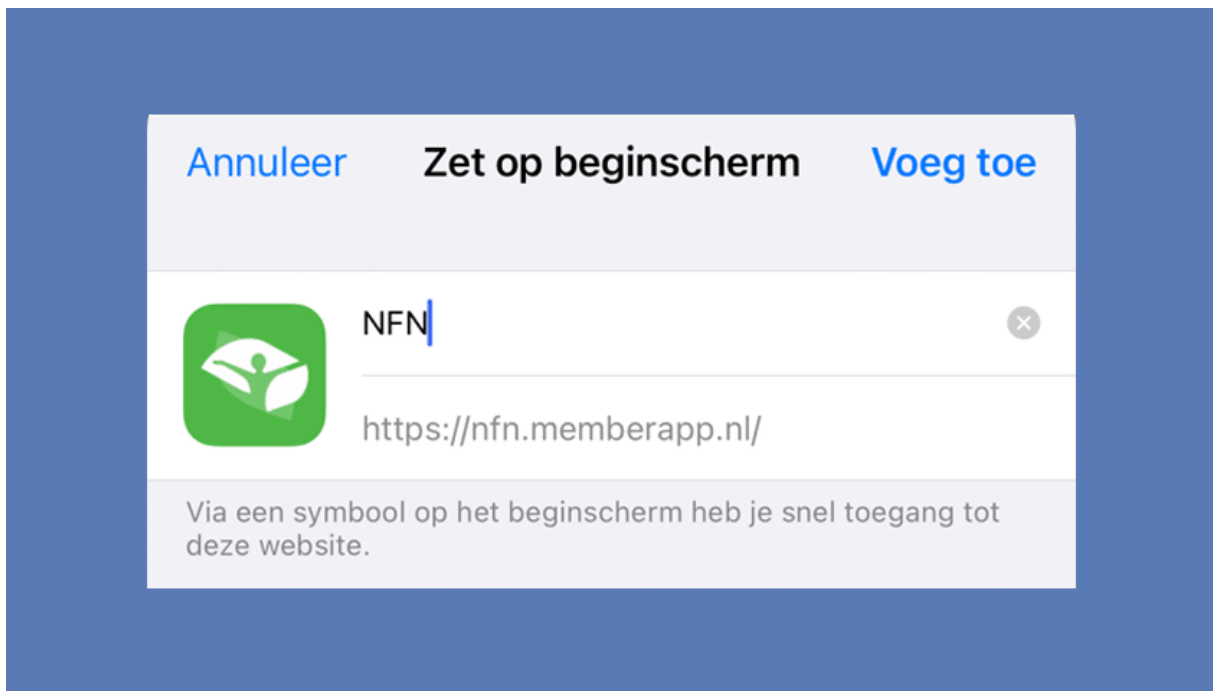 Annuleer Zet op beginscherm Voeg toe
NFN
https://nfn.memberapp.nl/
Via een symbool op het beginscherm heb je snel toegang tot
deze website.